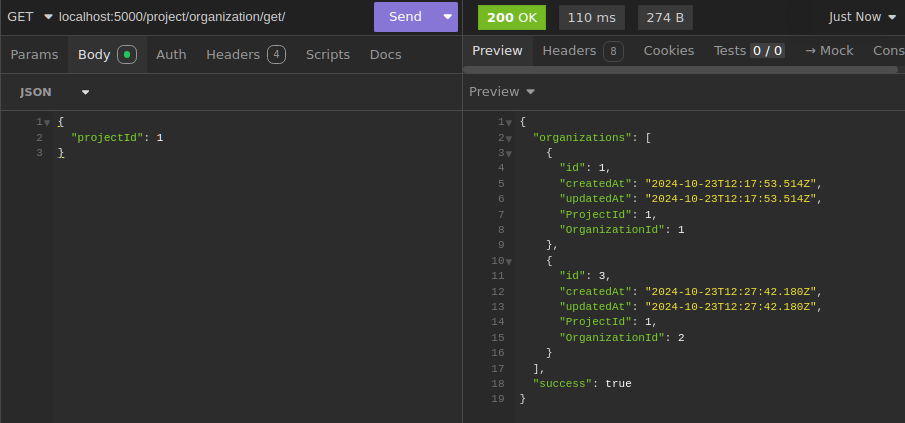 GET localhost:5000/project/organization/get/ Send 200 OK 110 ms 274 B Just Now
Params Body Auth Headers 4 Scripts Docs Preview Headers 8 Cookies Tests 0 / 0 → Mock Cons
JSON
1 {
2 "projectId": 1
3 }
Preview
1 {
2 "organizations": [
3 {
4 "id": 1,
5 "createdAt": "2024-10-23T12:17:53.514Z",
6 "updatedAt": "2024-10-23T12:17:53.514Z",
7 "ProjectId": 1,
8 "OrganizationId": 1
9 },
10 {
11 "id": 3,
12 "createdAt": "2024-10-23T12:27:42.180Z",
13 "updatedAt": "2024-10-23T12:27:42.180Z",
14 "ProjectId": 1,
15 "OrganizationId": 2
16 }
17 ],
18 "success": true
19 }